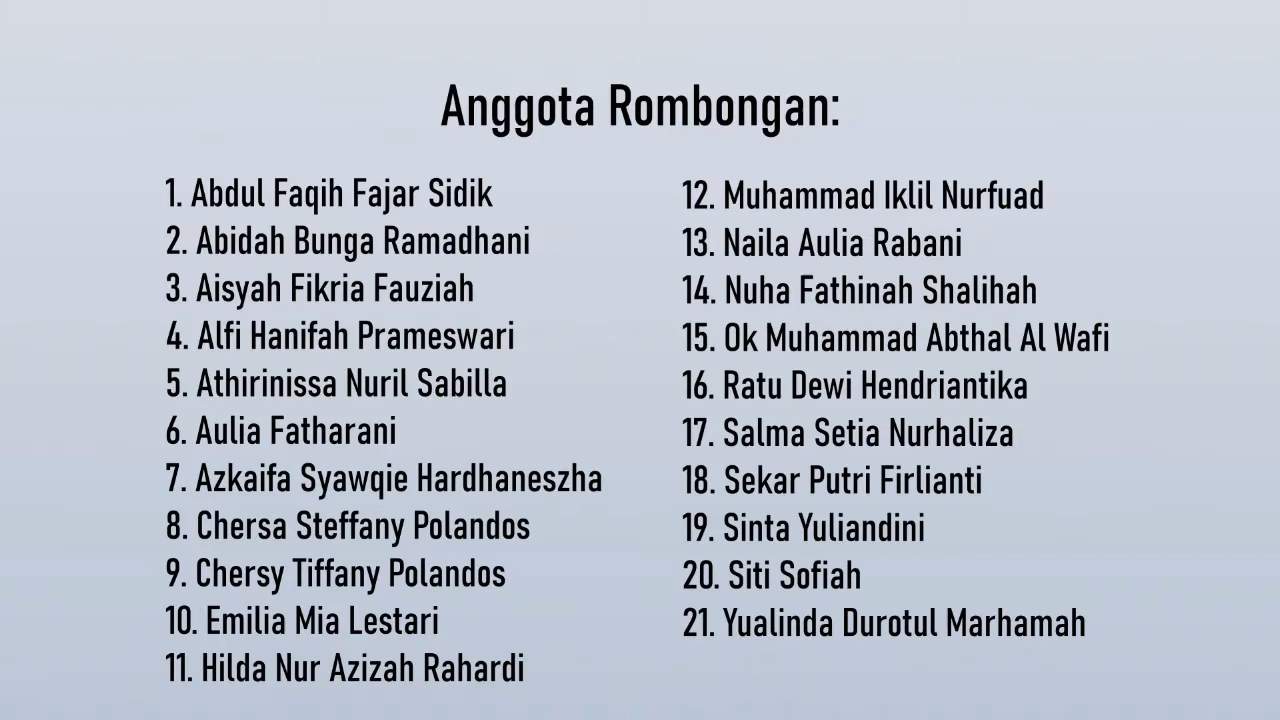 Anggota Rombongan:
1. Abdul Faqih Fajar Sidik
2. Abidah Bunga Ramadhani
3. Aisyah Fikria Fauziah
4. Alfi Hanifah Prameswari
5. Athirinissa Nuril Sabilla
6. Aulia Fatharani
7. Azkaifa Syawqie Hardhaneszha
8. Chersa Steffany Polandos
9. Chersy Tiffany Polandos
10. Emilia Mia Lestari
11. Hilda Nur Azizah Rahardi
12. Muhammad Iklil Nurfuad
13. Naila Aulia Rabani
14. Nuha Fathinah Shalihah
15. Ok Muhammad Abthal Al Wafi
16. Ratu Dewi Hendriantika
17. Salma Setia Nurhaliza
18. Sekar Putri Firlianti
19. Sinta Yuliandini
20. Siti Sofiah
21. Yualinda Durotul Marhamah